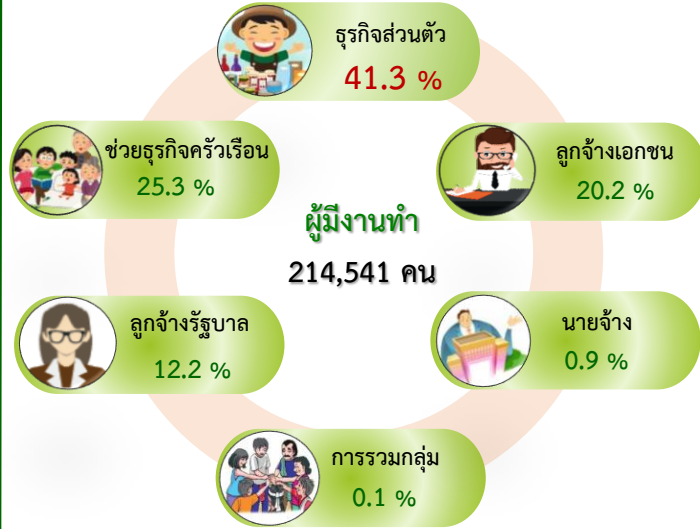 ธุรกิจส่วนตัว
41.3 %
ช่วยธุรกิจครัวเรือน
25.3 %
ลูกจ้างเอกชน
20.2 %
ผู้มีงานทำ
214,541 คน
ลูกจ้างรัฐบาล
12.2 %
นายจ้าง
0.9 %
การรวมกลุ่ม
0.1 %